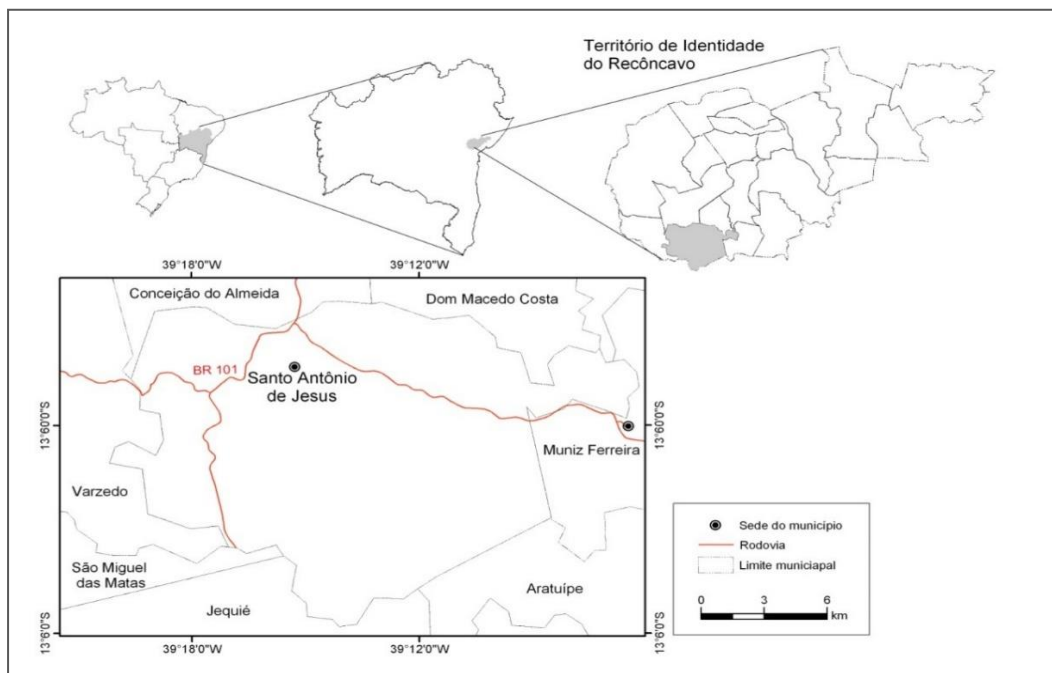 Território de Identidade
do Recôncavo
39°18'0"W
39°12'0"W
Conceição do Almeida
Dom Macedo Costa
BR 101
Santo Antônio
de Jesus
13°60'0"S
13°60'0"S
Muniz Ferreira
Varzedo
São Miguel
das Matas
Jequié
Aratuípe
13°6'0"S
13°6'0"S
39°18'0"W
39°12'0"W
Sede do município
Rodovia
Limite municiapal
0 3 6
km